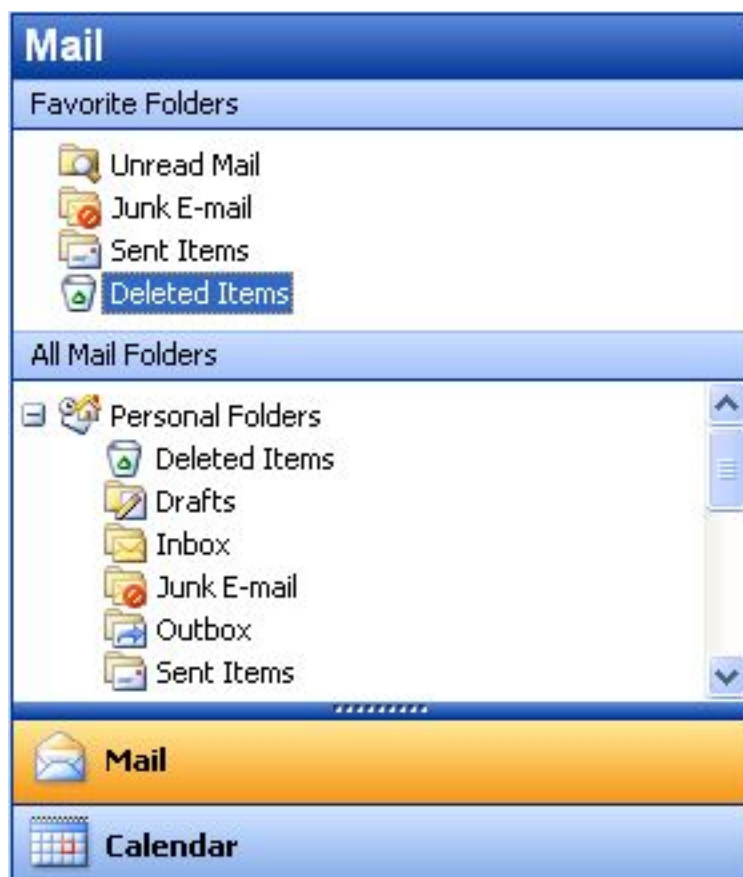 Mail
Favorite Folders
Unread Mail
Junk E-mail
Sent Items
Deleted Items
All Mail Folders
Personal Folders
Deleted Items
Drafts
Inbox
Junk E-mail
Outbox
Sent Items
Mail
Calendar